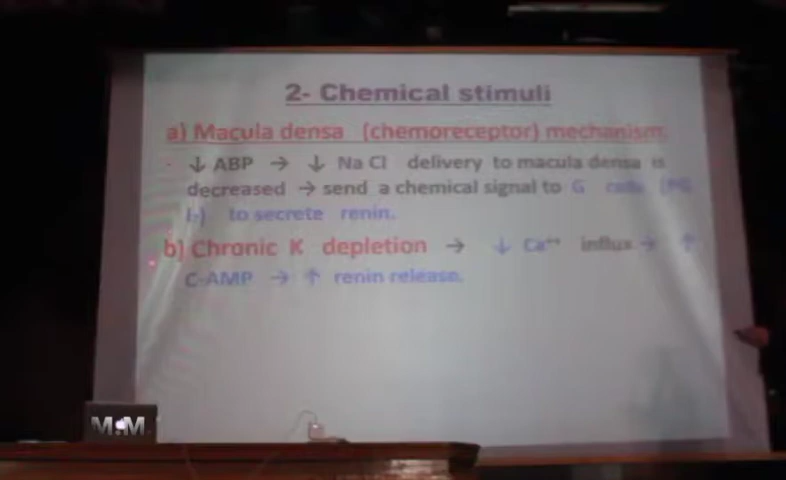 2- Chemical stimuli
a) Macula densa (chemoreceptor) mechanism:
- ↓ ABP → ↓ Na Cl delivery to macula densa is
decreased → send a chemical signal to G cells
to secrete renin.
b) Chronic K depletion → ↓ Ca⁺⁺ influx → ↑
C-AMP → ↑ renin release.
M.M